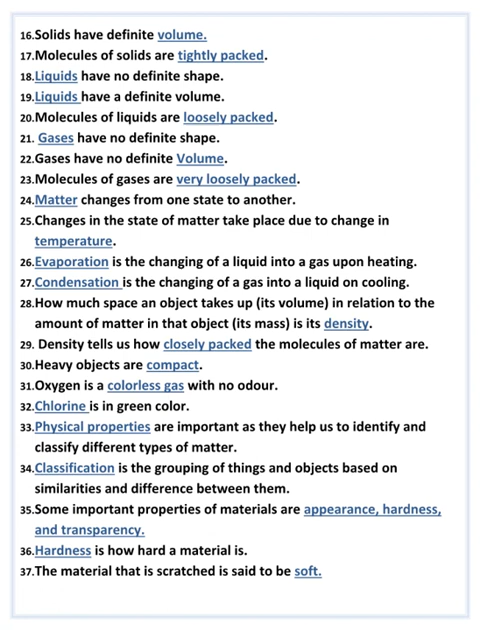 16.Solids have definite volume.
17.Molecules of solids are tightly packed.
18.Liquids have no definite shape.
19.Liquids have a definite volume.
20.Molecules of liquids are loosely packed.
21. Gases have no definite shape.
22.Gases have no definite Volume.
23.Molecules of gases are very loosely packed.
24.Matter changes from one state to another.
25.Changes in the state of matter take place due to change in
temperature.
26.Evaporation is the changing of a liquid into a gas upon heating.
27.Condensation is the changing of a gas into a liquid on cooling.
28.How much space an object takes up (its volume) in relation to the
amount of matter in that object (its mass) is its density.
29. Density tells us how closely packed the molecules of matter are.
30.Heavy objects are compact.
31.Oxygen is a colorless gas with no odour.
32.Chlorine is in green color.
33.Physical properties are important as they help us to identify and
classify different types of matter.
34.Classification is the grouping of things and objects based on
similarities and difference between them.
35.Some important properties of materials are appearance, hardness,
and transparency.
36.Hardness is how hard a material is.
37.The material that is scratched is said to be soft.